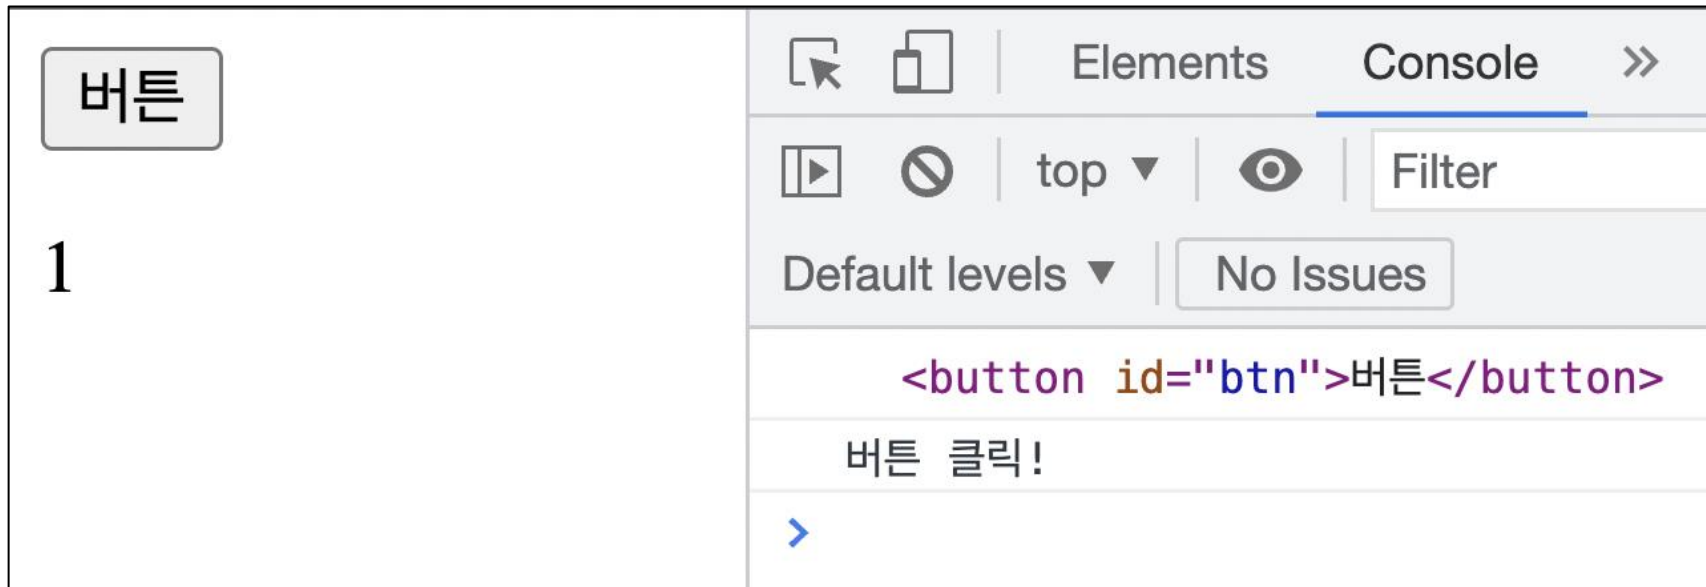 버튼
1
Elements Console
top Filter
Default levels No Issues
<button id="btn">버튼</button>
버튼 클릭!